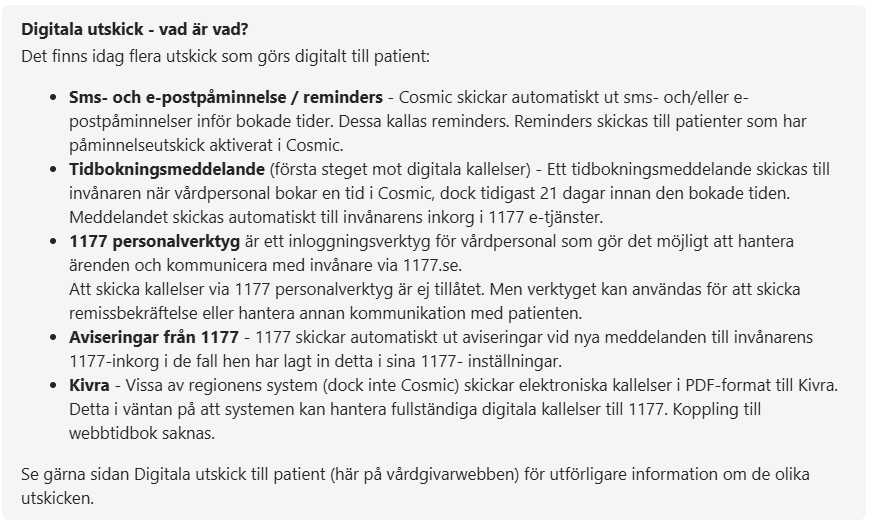 Digitala utskick - vad är vad?
Det finns idag flera utskick som görs digitalt till patient:
• Sms- och e-postpåminnelse / reminders - Cosmic skickar automatiskt ut sms- och/eller e-
postpåminnelser inför bokade tider. Dessa kallas reminders. Reminders skickas till patienter som har
påminnelseutskick aktiverat i Cosmic.
• Tidbokningsmeddelande (första steget mot digitala kallelser) - Ett tidbokningsmeddelande skickas till
invånaren när vårdpersonal bokar en tid i Cosmic, dock tidigast 21 dagar innan den bokade tiden.
Meddelandet skickas automatiskt till invånarens inkorg i 1177 e-tjänster.
• 1177 personalverktyg är ett inloggningsverktyg för vårdpersonal som gör det möjligt att hantera
ärenden och kommunicera med invånare via 1177.se.
Att skicka kallelser via 1177 personalverktyg är ej tillåtet. Men verktyget kan användas för att skicka
remissbekräftelse eller hantera annan kommunikation med patienten.
• Aviseringar från 1177 - 1177 skickar automatiskt ut aviseringar vid nya meddelanden till invånarens
1177-inkorg i de fall hen har lagt in detta i sina 1177- inställningar.
• Kivra - Vissa av regionens system (dock inte Cosmic) skickar elektroniska kallelser i PDF-format till Kivra.
Detta i väntan på att systemen kan hantera fullständiga digitala kallelser till 1177. Koppling till
webbtidbok saknas.
Se gärna sidan Digitala utskick till patient (här på vårdgivarwebben) för utförligare information om de olika
utskicken.